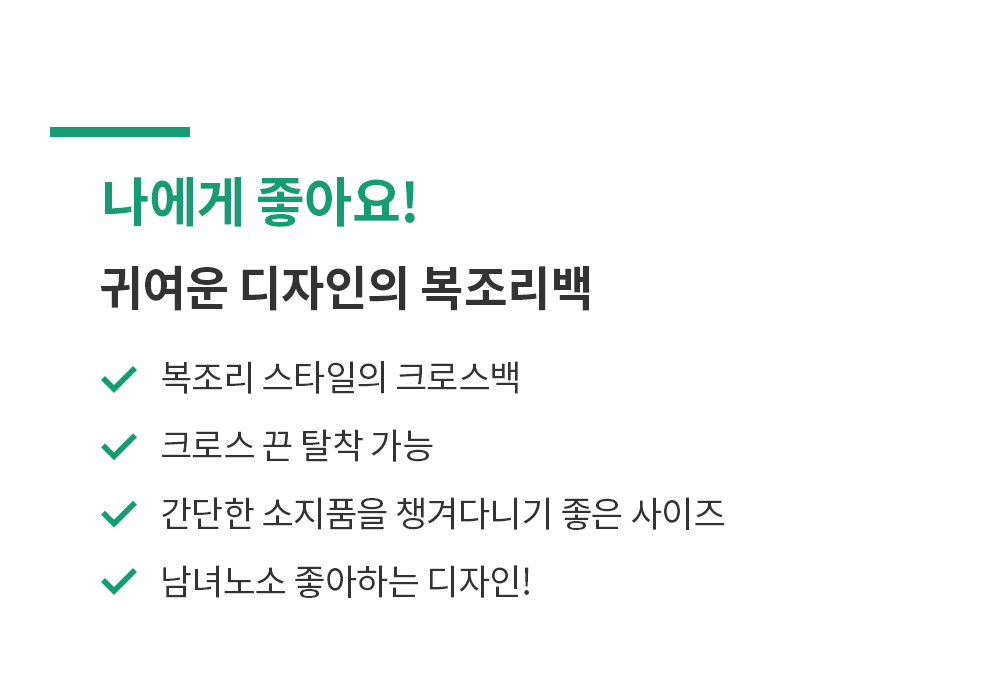 나에게 좋아요!
귀여운 디자인의 복조리백
복조리 스타일의 크로스백
크로스 끈 탈착 가능
간단한 소지품을 챙겨다니기 좋은 사이즈
남녀노소 좋아하는 디자인!